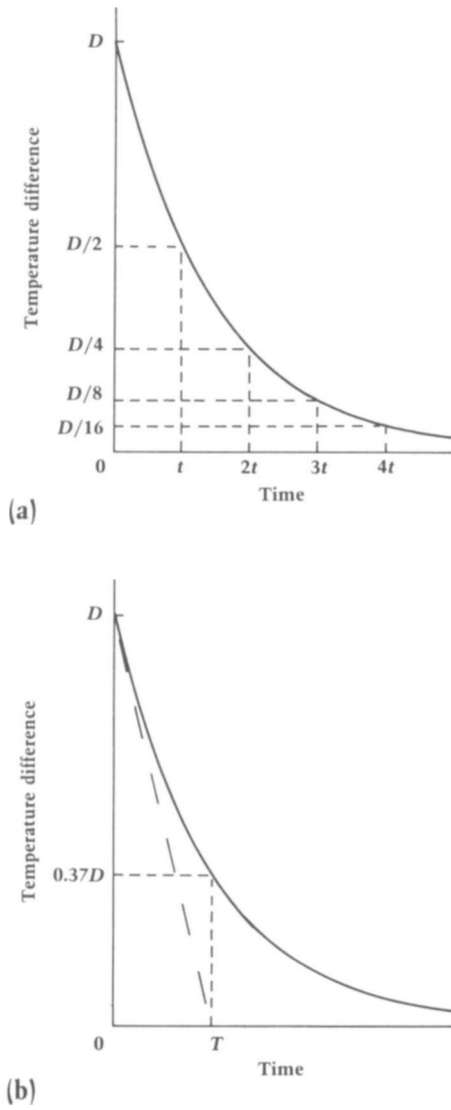 D
Temperature difference
D/2
D/4
D/8
D/16
0
t
2t
3t
4t
Time
(a)
D
Temperature difference
0.37D
0
T
Time
(b)